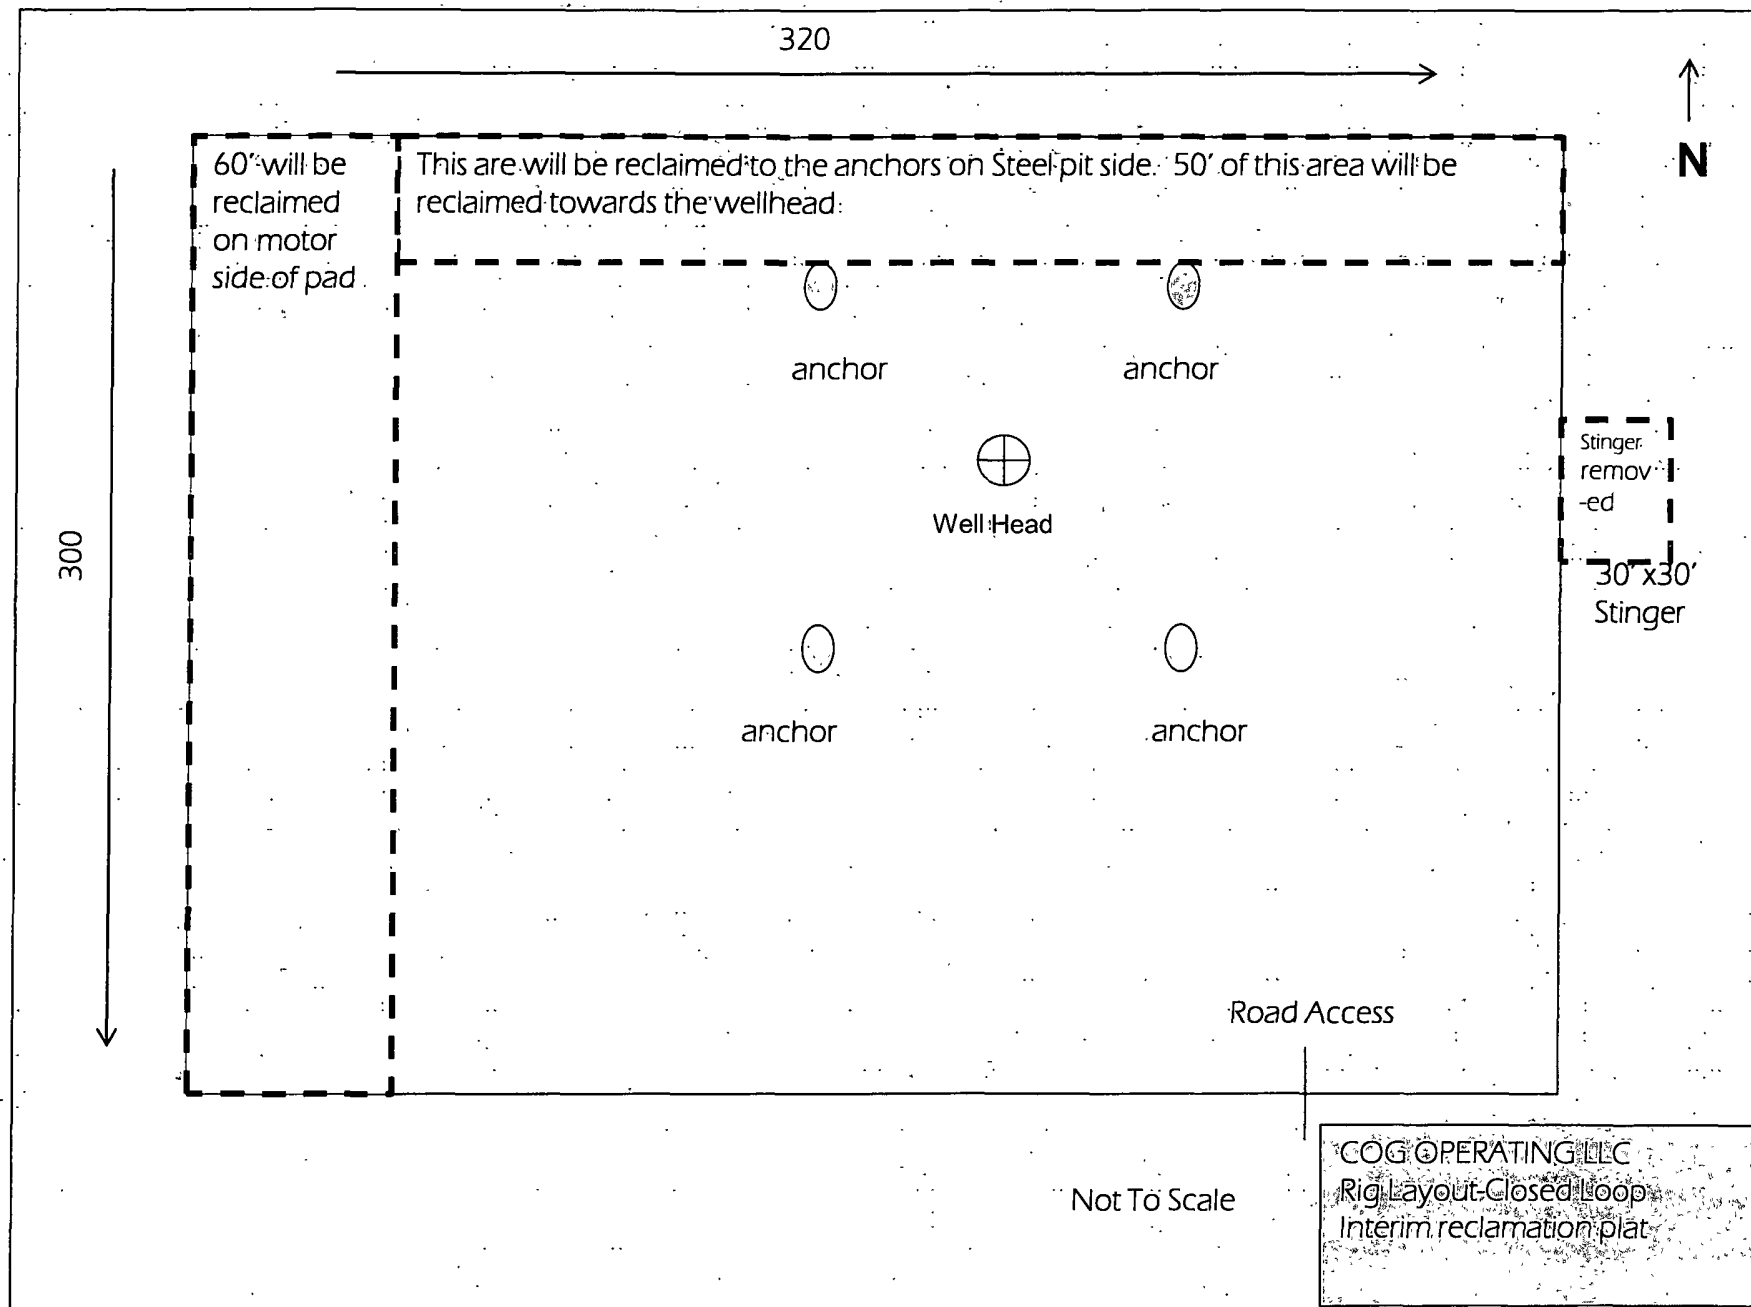 320
N
60' will be
reclaimed
on motor
side of pad
This are will be reclaimed to the anchors on Steel pit side. 50' of this area will be
reclaimed towards the wellhead.
anchor
anchor
Stinger
remov
-ed
30' x30'
Stinger
Well Head
300
anchor
anchor
Road Access
Not To Scale
COG OPERATING LLC
Rig Layout-Closed Loop
Interim reclamation plat